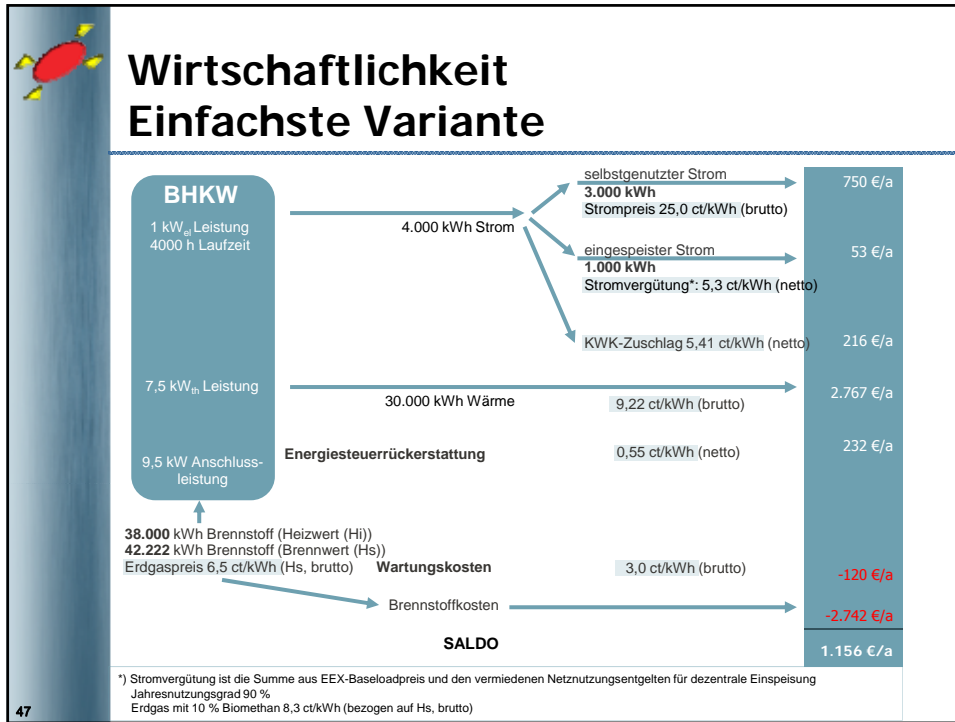 Wirtschaftlichkeit
Einfachste Variante
BHKW
1 kWel Leistung
4000 h Laufzeit
4.000 kWh Strom
selbstgenutzter Strom
3.000 kWh
Strompreis 25,0 ct/kWh (brutto)
750 €/a
eingespeister Strom
1.000 kWh
Stromvergütung*: 5,3 ct/kWh (netto)
53 €/a
KWK-Zuschlag 5,41 ct/kWh (netto)
216 €/a
7,5 kWth Leistung
30.000 kWh Wärme
9,22 ct/kWh (brutto)
2.767 €/a
9,5 kW Anschluss-
leistung
Energiesteuerrückerstattung
0,55 ct/kWh (netto)
232 €/a
38.000 kWh Brennstoff (Heizwert (Hi))
42.222 kWh Brennstoff (Brennwert (Hs))
Erdgaspreis 6,5 ct/kWh (Hs, brutto)
Wartungskosten
3,0 ct/kWh (brutto)
-120 €/a
Brennstoffkosten
-2.742 €/a
SALDO
1.156 €/a
*) Stromvergütung ist die Summe aus EEX-Baseloadpreis und den vermiedenen Netznutzungsentgelten für dezentrale Einspeisung
Jahresnutzungsgrad 90 %
Erdgas mit 10 % Biomethan 8,3 ct/kWh (bezogen auf Hs, brutto)
47